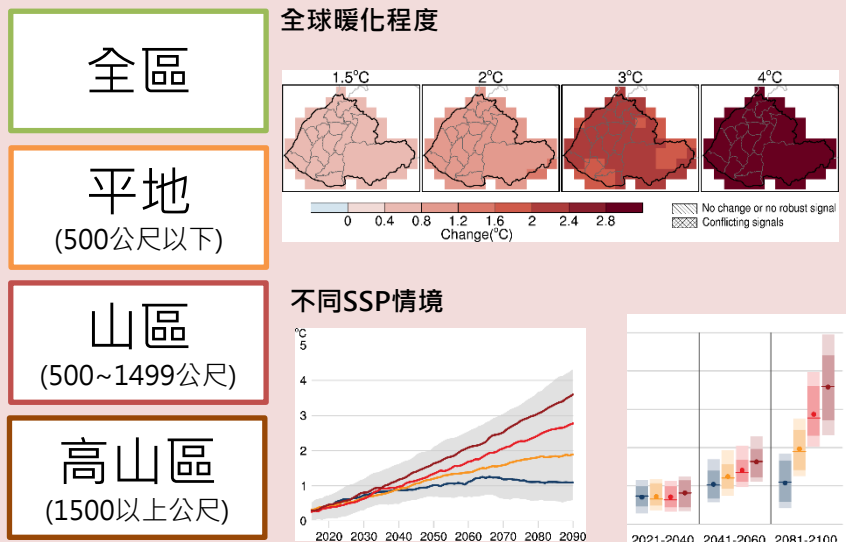 全區
平地
(500公尺以下)
山區
(500~1499公尺)
高山區
(1500以上公尺)
全球暖化程度
1.5°C 2°C 3°C 4°C
0 0.4 0.8 1.2 1.6 2 2.4 2.8
Change(°C)
No change or no robust signal
Conflicting signals
不同SSP情境
°C
5
4
3
2
1
0
2020 2030 2040 2050 2060 2070 2080 2090
2021-2040 2041-2060 2081-2100